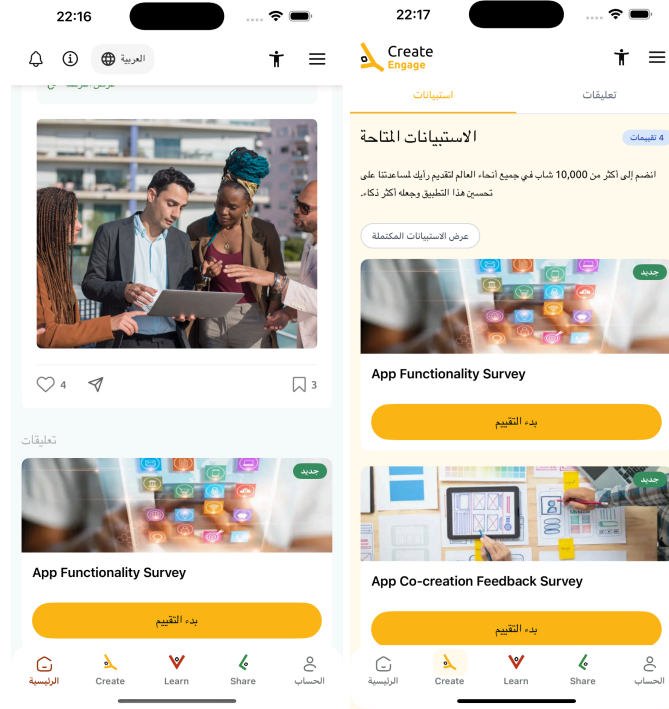 22:16
العربية
4
3
تعليقات
جديد
App Functionality Survey
بدء التقييم
الرئيسية
Create
Learn
Share
الحساب
22:17
Create
Engage
استبيانات
تعليقات
الاستبيانات المتاحة
4 تقييمات
انضم إلى أكثر من 10,000 شاب في جميع أنحاء العالم لتقديم رأيك لمساعدتنا على
تحسين هذا التطبيق وجعله أكثر ذكاء.
عرض الاستبيانات المكتملة
جديد
App Functionality Survey
بدء التقييم
جديد
App Co-creation Feedback Survey
بدء التقييم
الرئيسية
Create
Learn
Share
الحساب